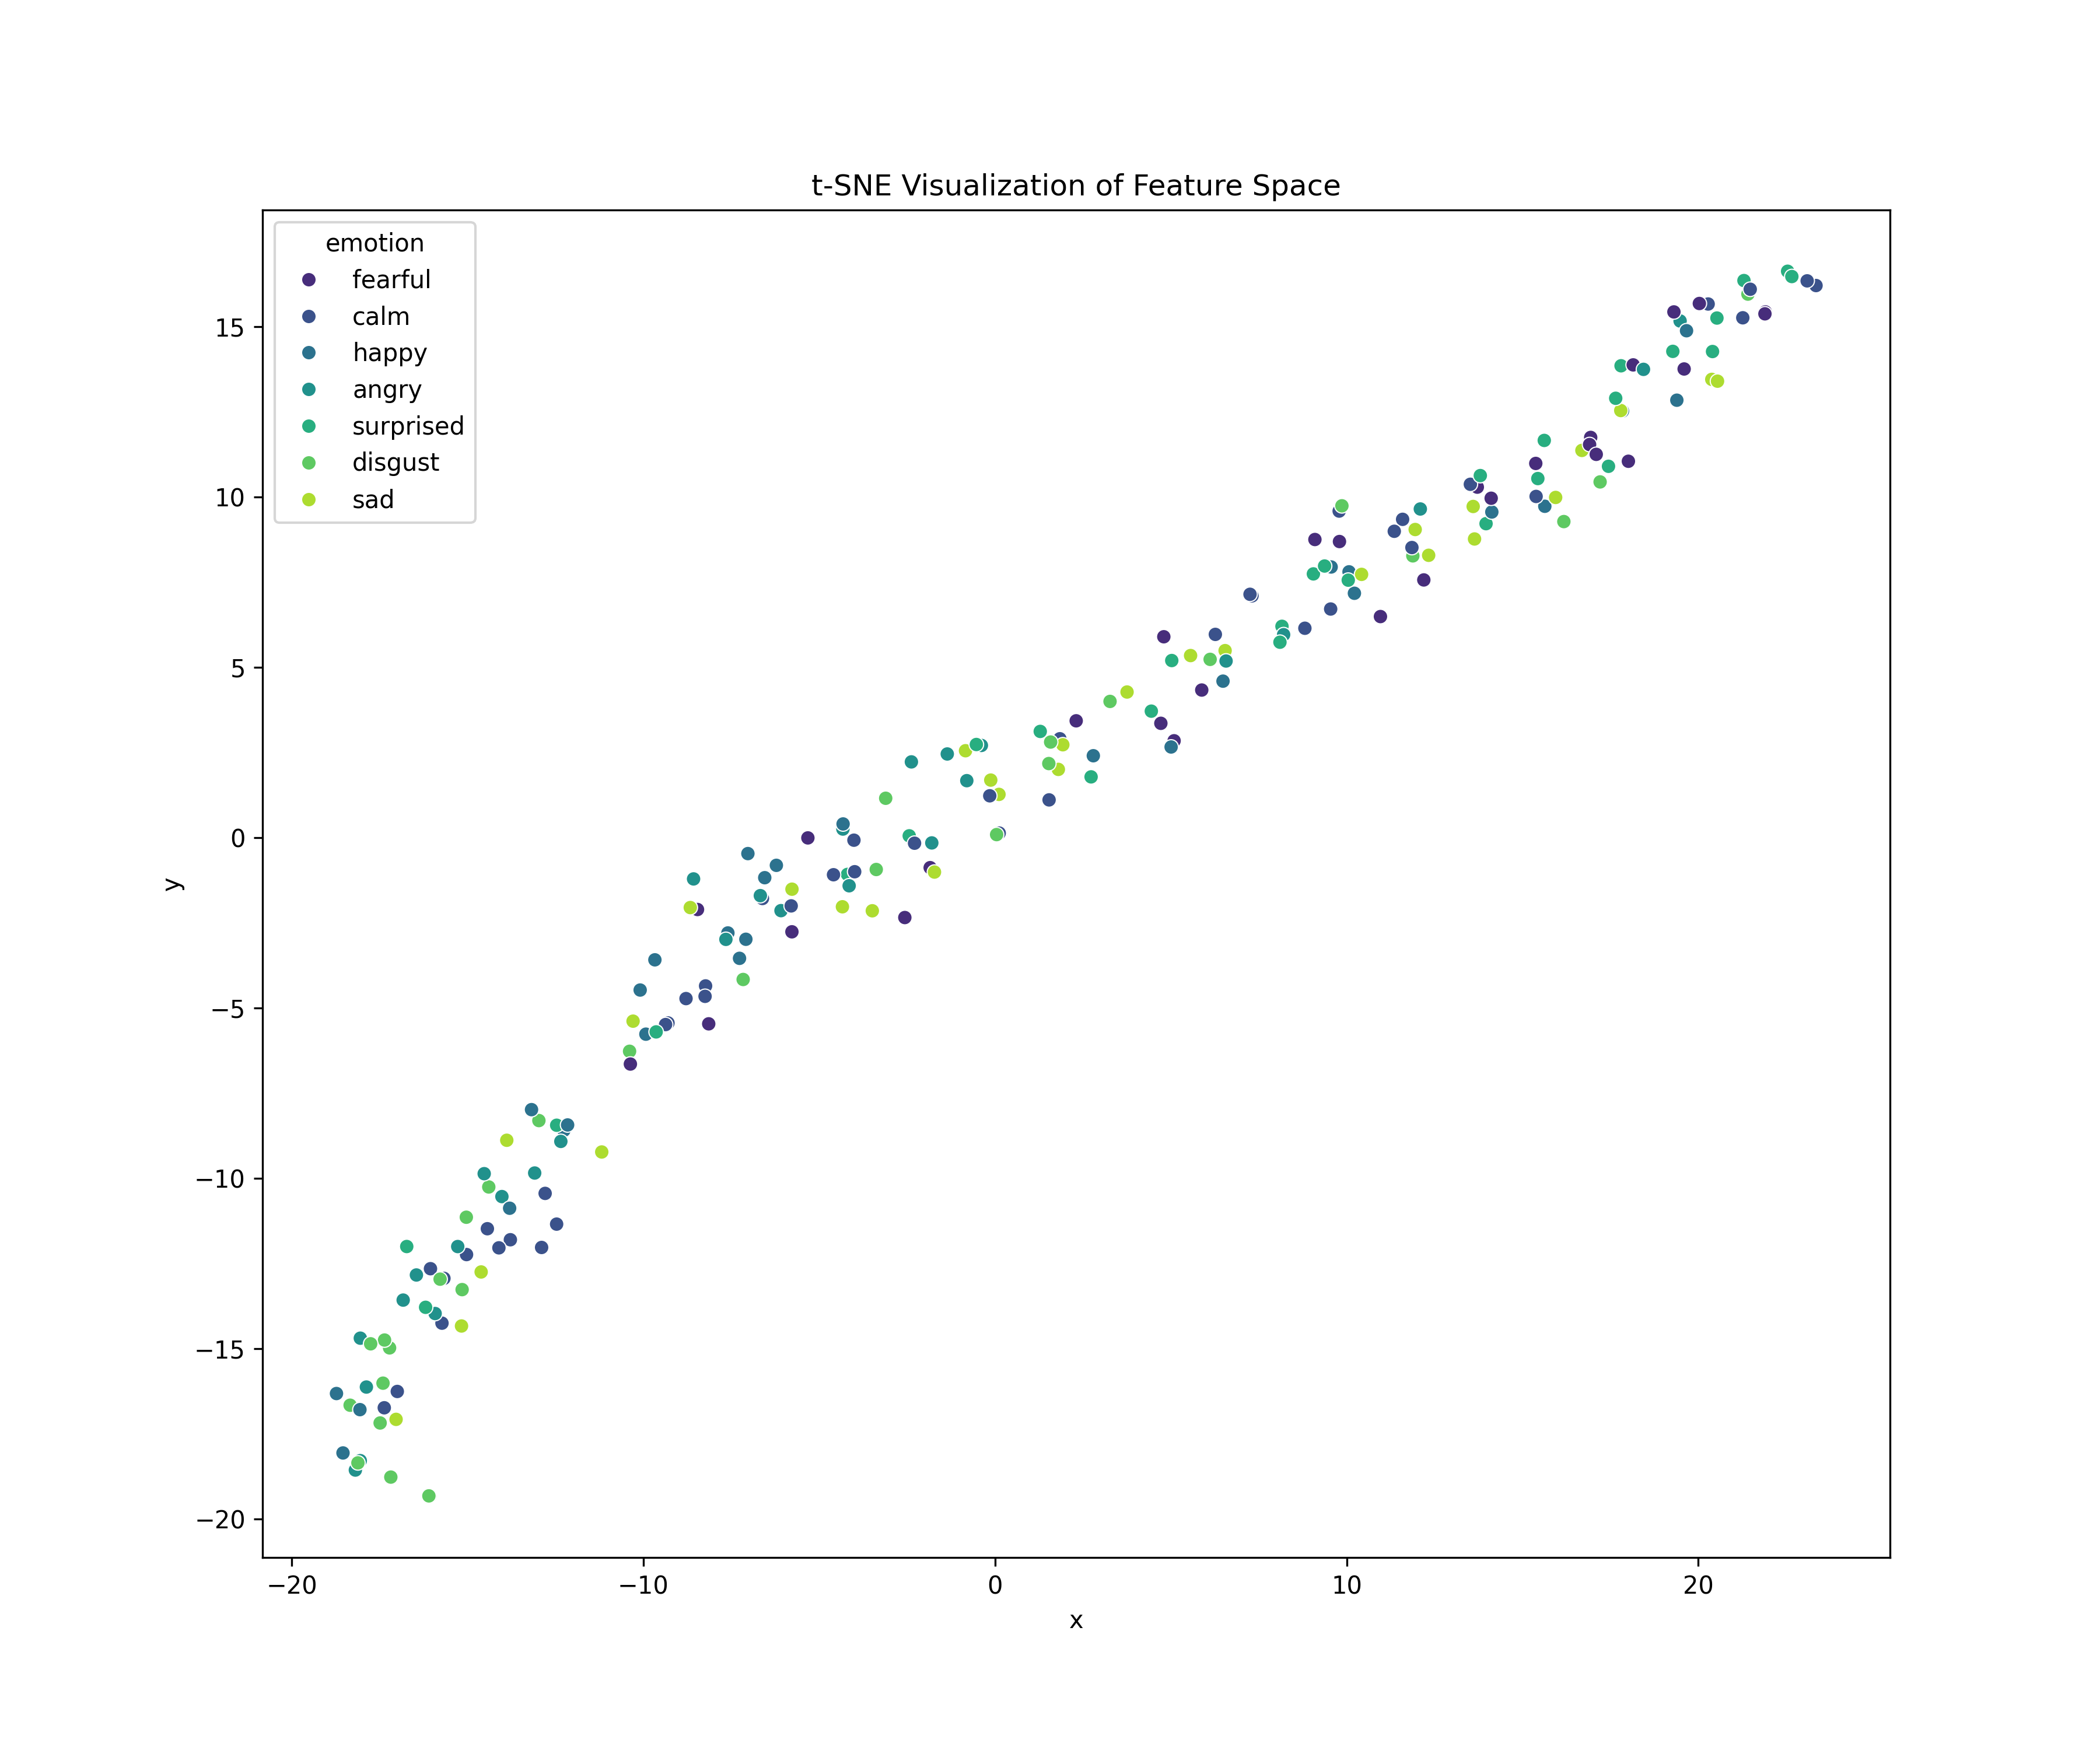 t-SNE Visualization of Feature Space
emotion
fearful
calm
happy
angry
surprised
disgust
sad
15
10
5
0
−5
−10
−15
−20
y
−20 −10 0 10 20
x